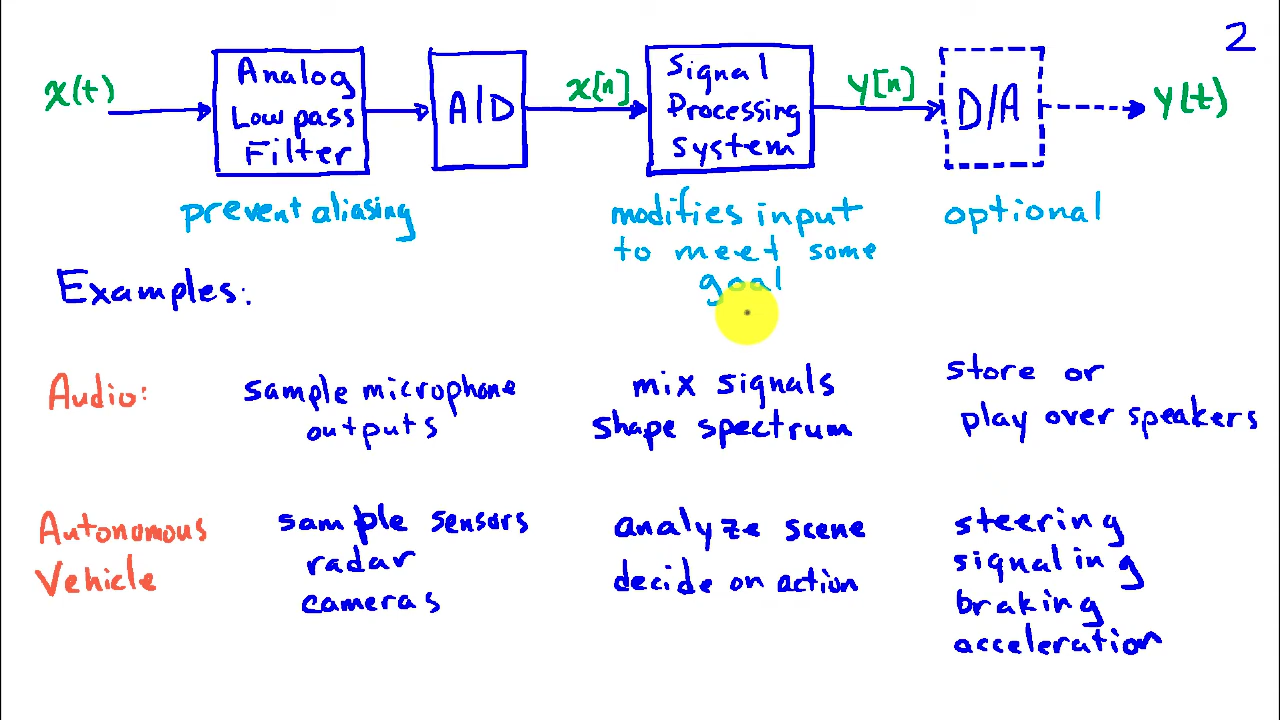 2
x(t)
Analog
Low pass
Filter
A/D
x[n]
Signal
Processing
System
y[n]
D/A
y(t)
prevent aliasing
modifies input
to meet some
goal
optional
Examples:
Audio:
sample microphone
outputs
mix signals
shape spectrum
store or
play over speakers
Autonomous
Vehicle
sample sensors
radar
cameras
analyze scene
decide on action
steering
signaling
braking
acceleration